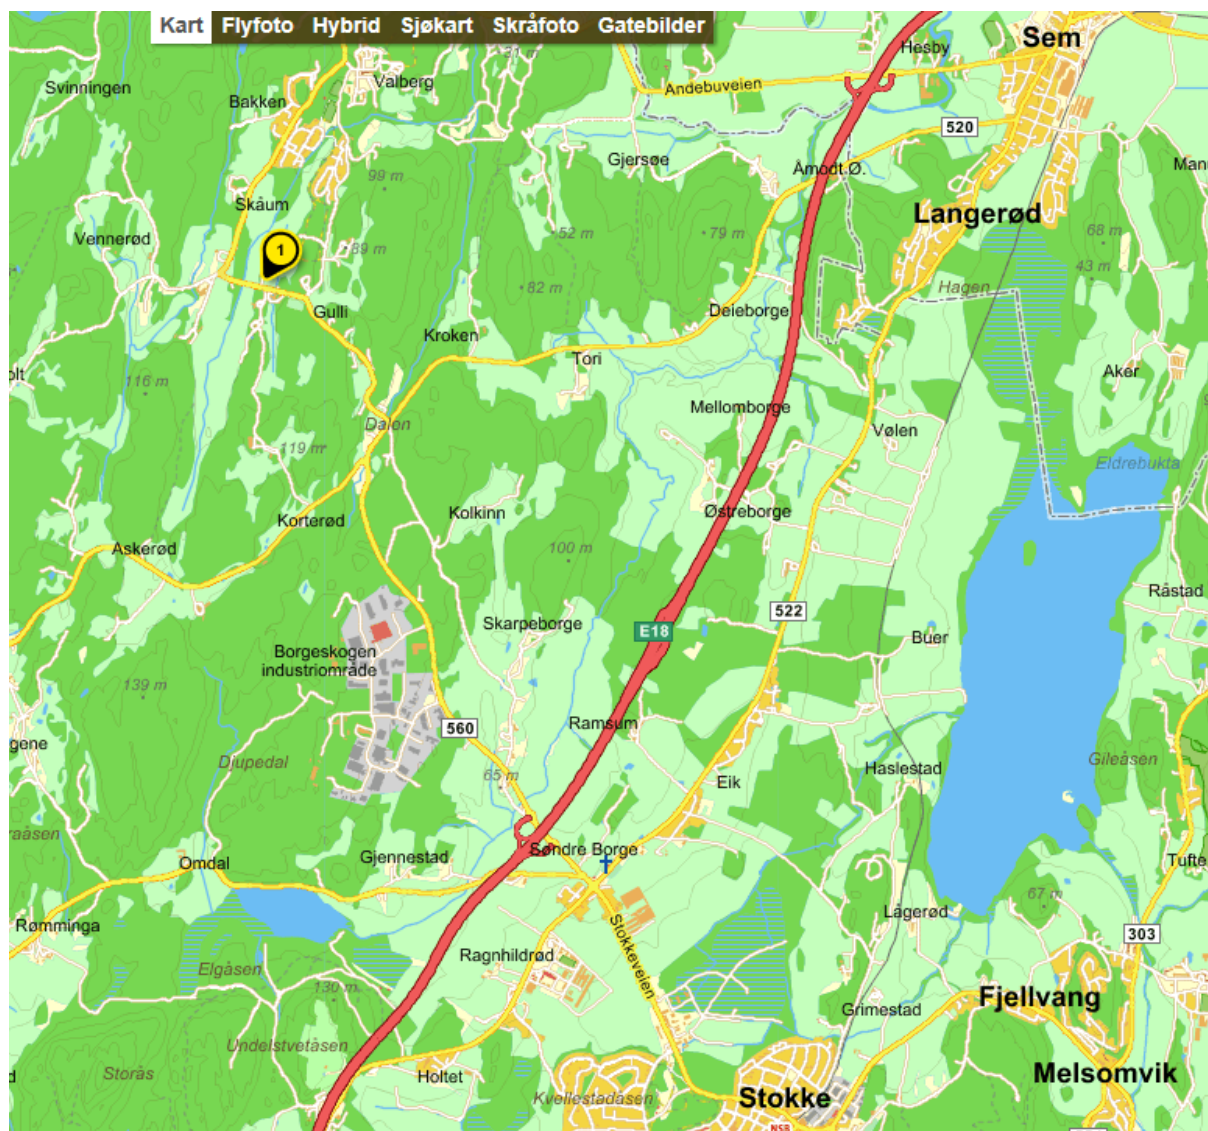 Kart Flyfoto Hybrid Sjøkart Skråfoto Gatebilder
Sem
Hesby
31 m
Valberg
Svinningen
Andebuveien
Bakken
520
Gjersøe
Åmodt.Ø.
99 m
Skåum
Langerød
Vennerød
1
89 m
52 m
79 m
68 m
43 m
82 m
Hagen
Gulli
Deieborge
Kroken
Tori
Aker
116 m
Mellomborge
Dalen
Vølen
119 m
Eldrebukta
Kolkinn
Østreborge
Korterød
Askerød
100 m
Råstad
522
Skarpeborge
E18
Buer
Borgeskogen
industriområde
139 m
Ramsum
560
Djupedal
Gileåsen
Haslestad
65 m
Eik
Søndre Borge
Gjennestad
Omdal
67 m
Lågerød
Rømminga
Stokkeveien
303
Ragnhildrød
Elgåsen
130 m
Fjellvang
Grimestad
Undelstvetåsen
Storås
Holtet
Melsomvik
Kvellestadåsen
Stokke
NSB